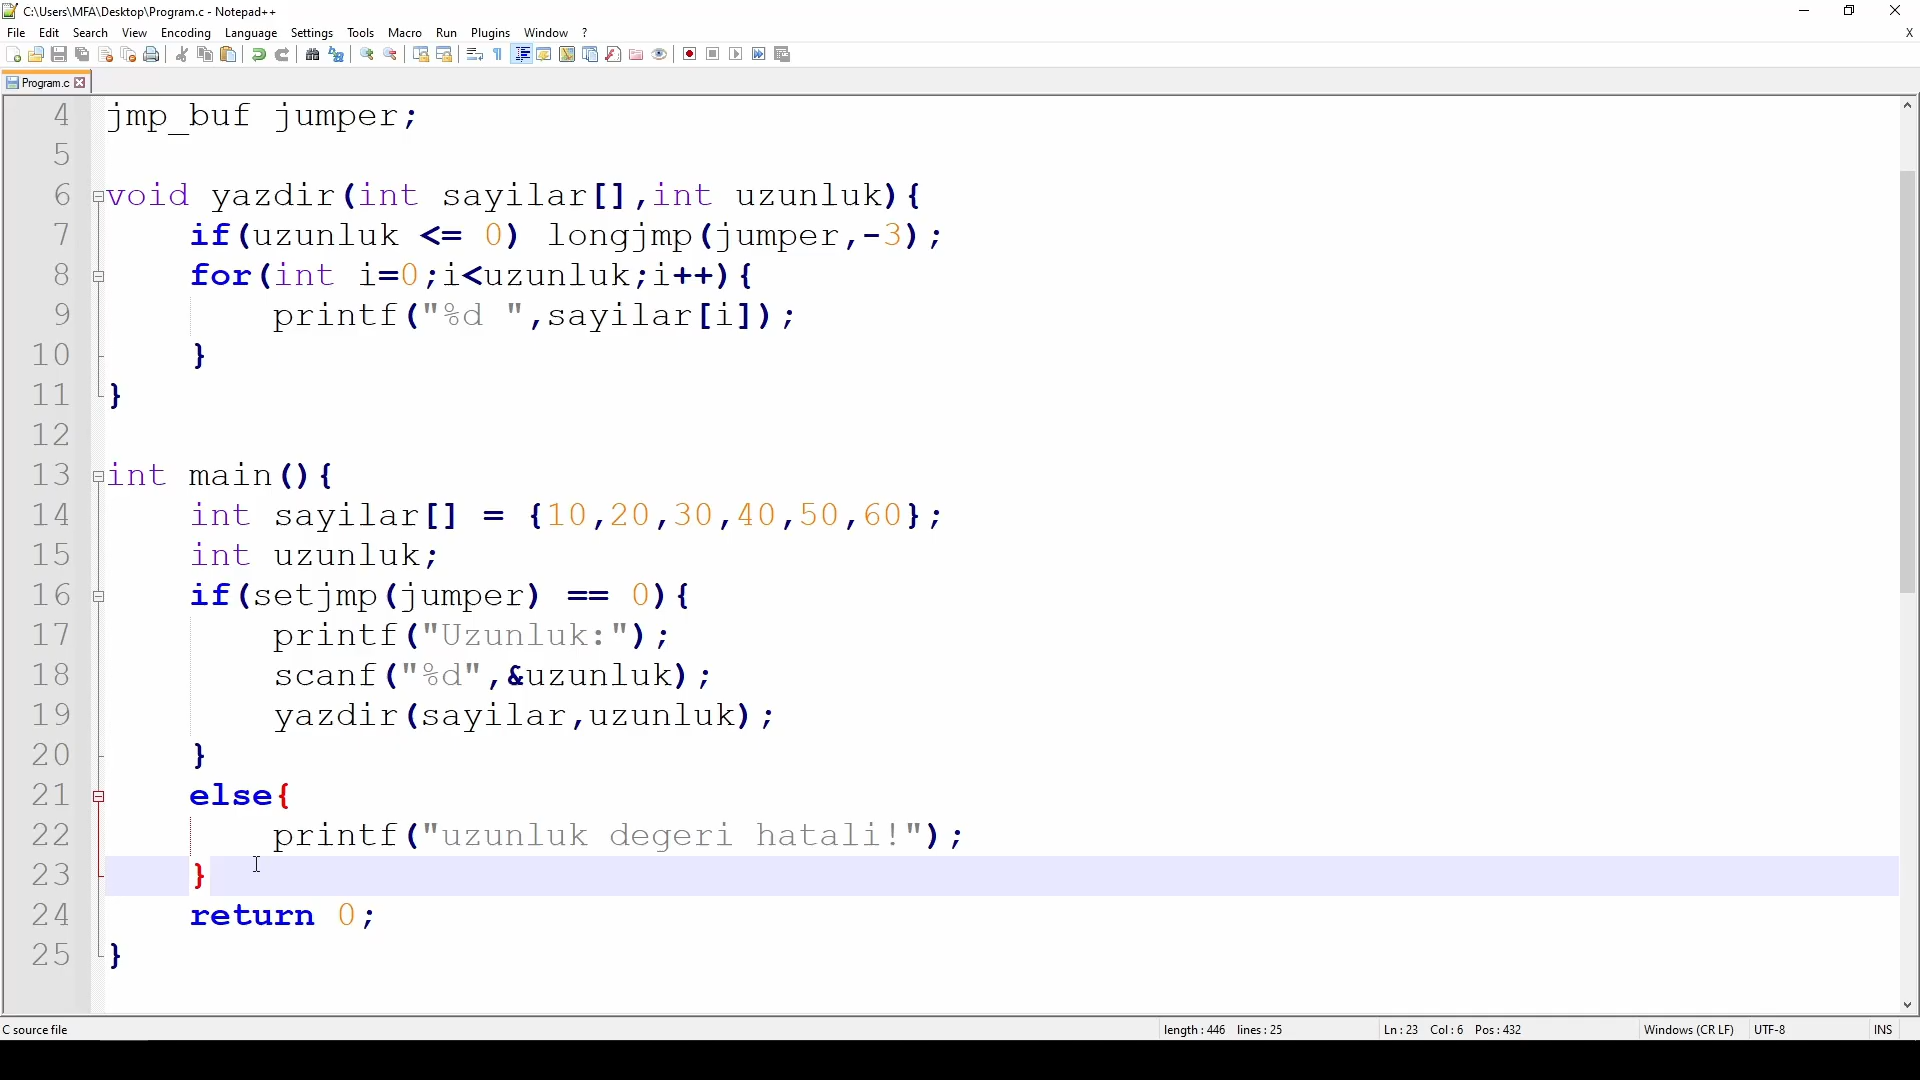 C:\Users\MFA\Desktop\Program.c - Notepad++
File Edit Search View Encoding Language Settings Tools Macro Run Plugins Window ? X
Program.c
4 jmp_buf jumper;
5
6 void yazdir(int sayilar[],int uzunluk){
7 if(uzunluk <= 0) longjmp(jumper,-3);
8 for(int i=0;i<uzunluk;i++){
9 printf("%d ",sayilar[i]);
10 }
11 }
12
13 int main(){
14 int sayilar[] = {10,20,30,40,50,60};
15 int uzunluk;
16 if(setjmp(jumper) == 0){
17 printf("Uzunluk:");
18 scanf("%d",&uzunluk);
19 yazdir(sayilar,uzunluk);
20 }
21 else{
22 printf("uzunluk degeri hatali!");
23 }
24 return 0;
25 }
C source file length : 446 lines : 25 Ln : 23 Col : 6 Pos : 432 Windows (CR LF) UTF-8 INS